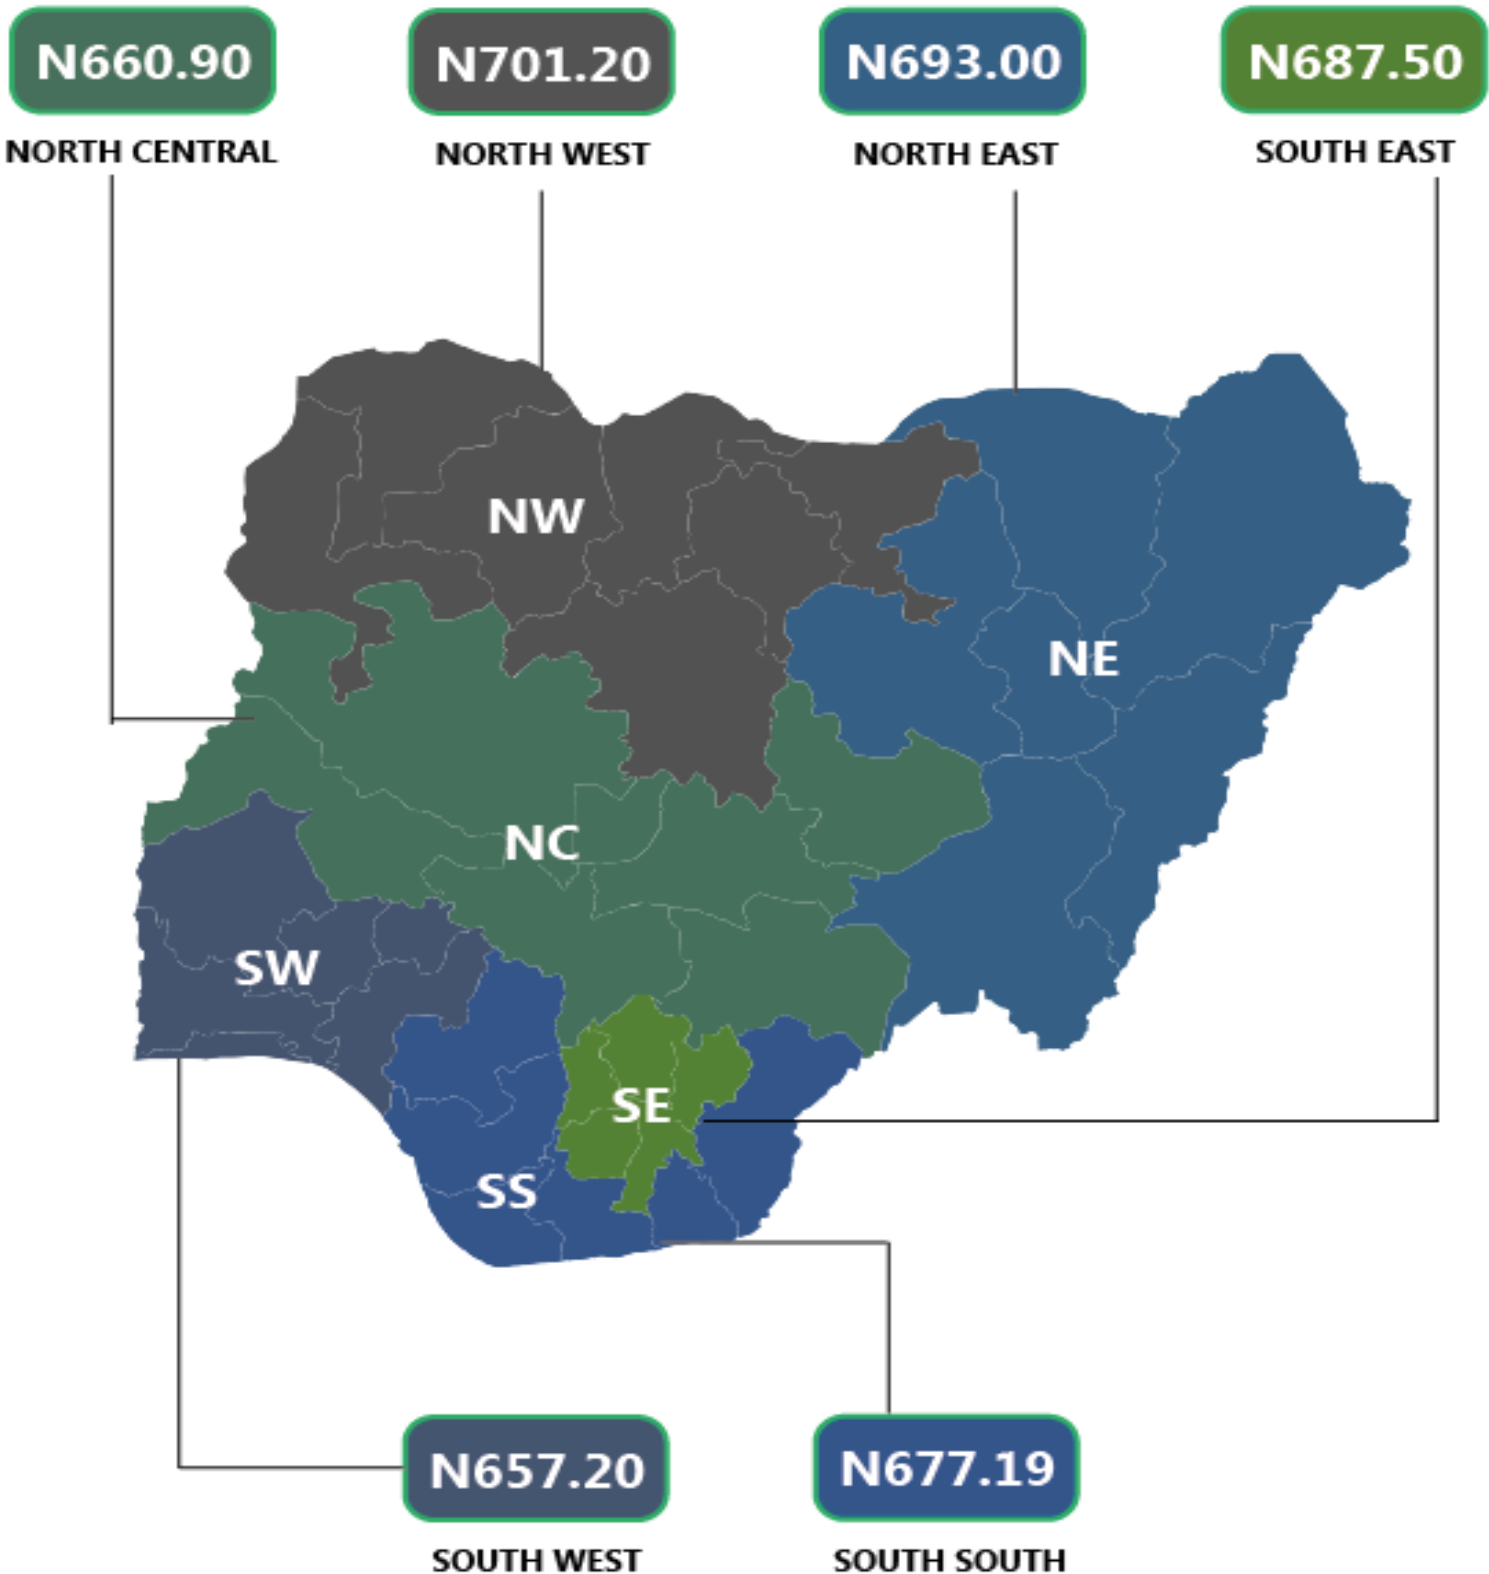 N660.90
NORTH CENTRAL
N701.20
NORTH WEST
N693.00
NORTH EAST
N687.50
SOUTH EAST
NW
NE
NC
SW
SE
SS
N657.20
SOUTH WEST
N677.19
SOUTH SOUTH